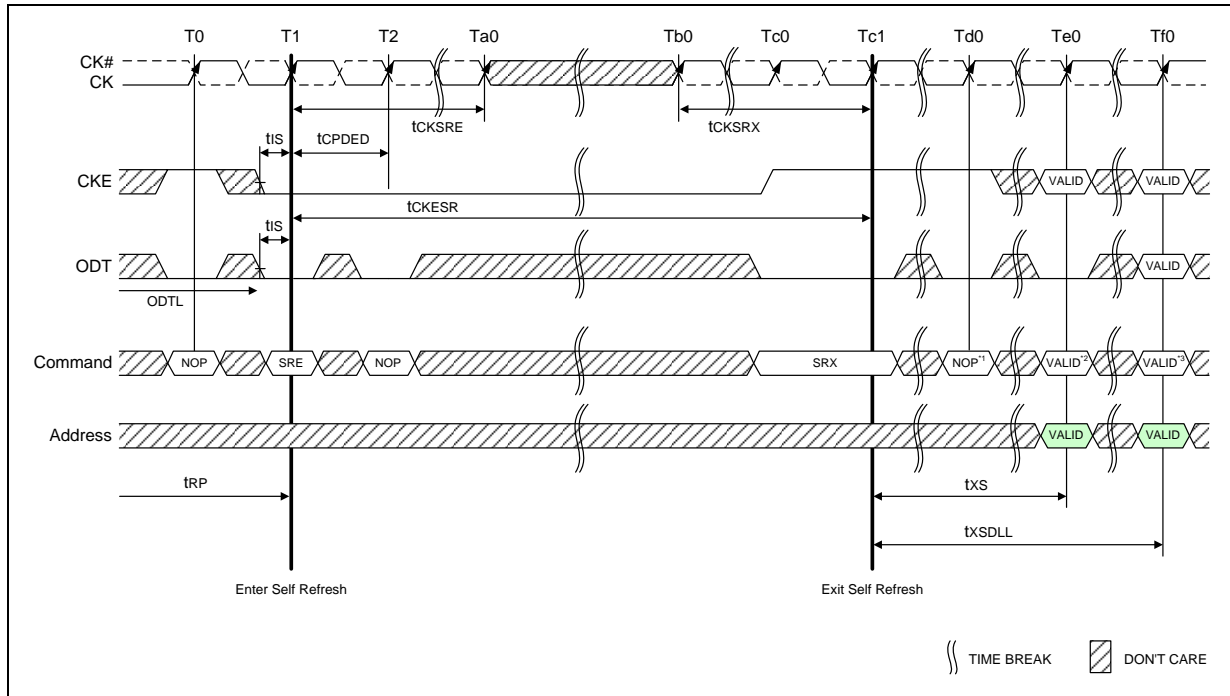 T0 T1 T2 Ta0 Tb0 Tc0 Tc1 Td0 Te0 Tf0
CK#
CK
tCKSRE tCKSRX
tIS tCPDED
CKE VALID VALID
tCKESR
tIS
ODT VALID
ODTL
Command NOP SRE NOP SRX NOP*1 VALID*2 VALID*3
Address VALID VALID
tRP tXS
tXSDLL
Enter Self Refresh Exit Self Refresh
TIME BREAK DON'T CARE